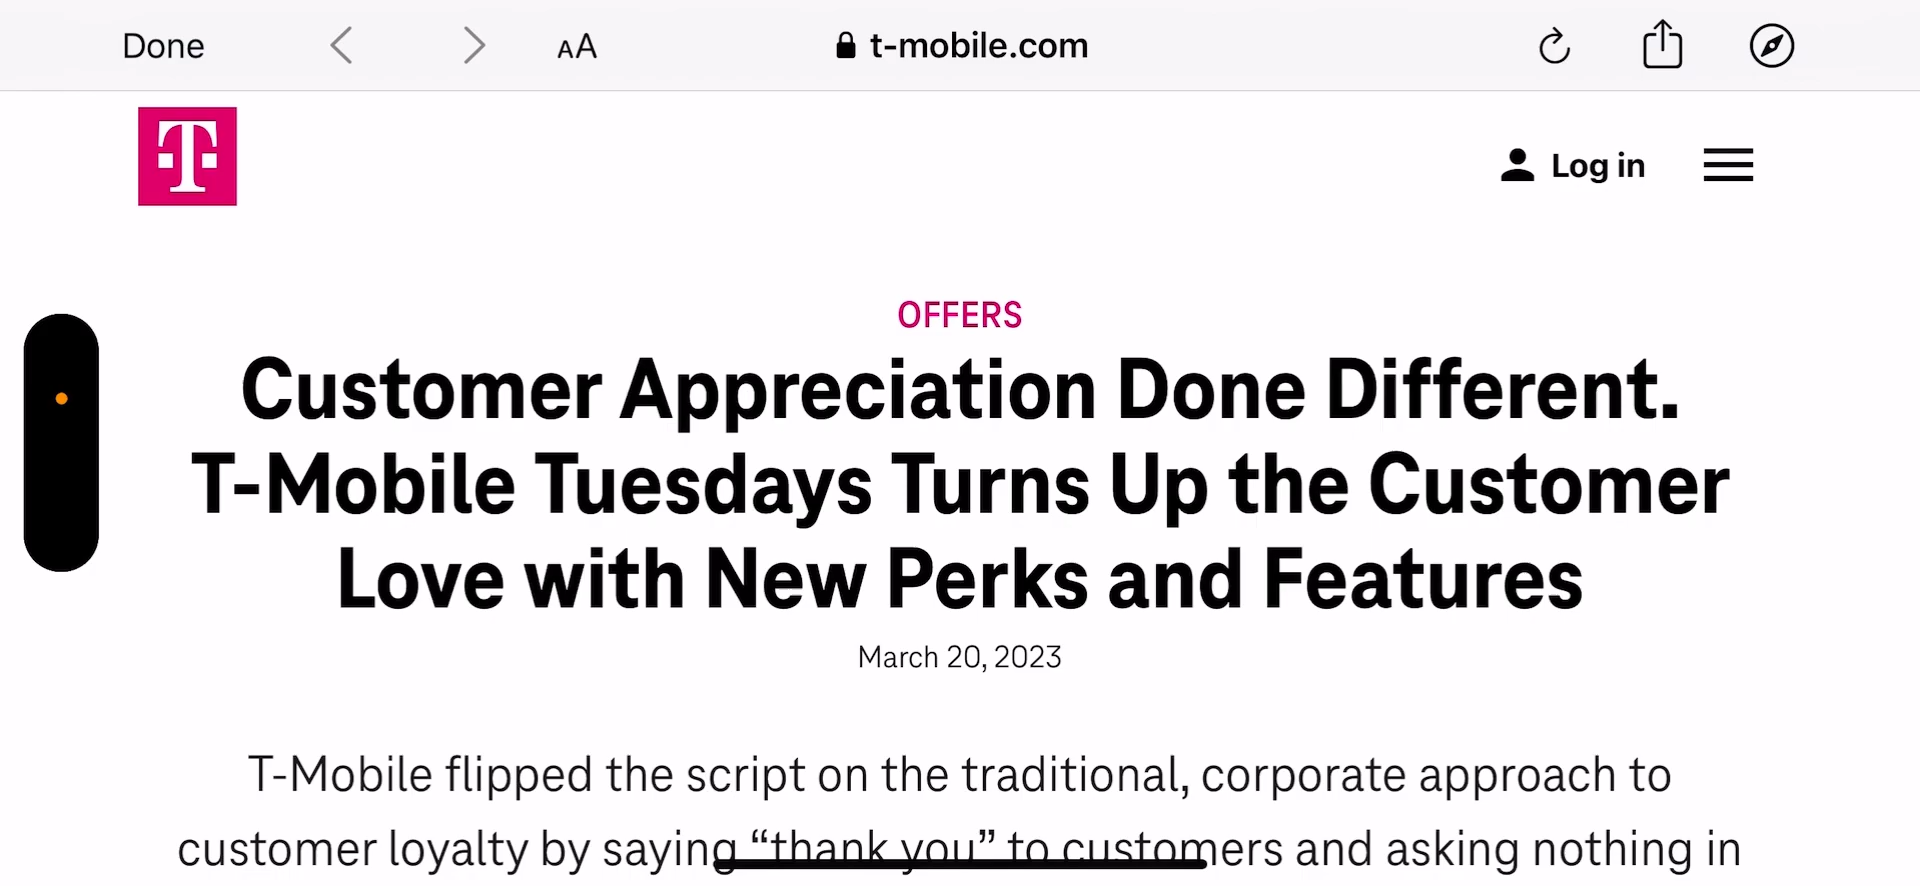 Done AA t-mobile.com
T
Log in
OFFERS
Customer Appreciation Done Different.
T-Mobile Tuesdays Turns Up the Customer
Love with New Perks and Features
March 20, 2023
T-Mobile flipped the script on the traditional, corporate approach to
customer loyalty by saying “thank you” to customers and asking nothing in